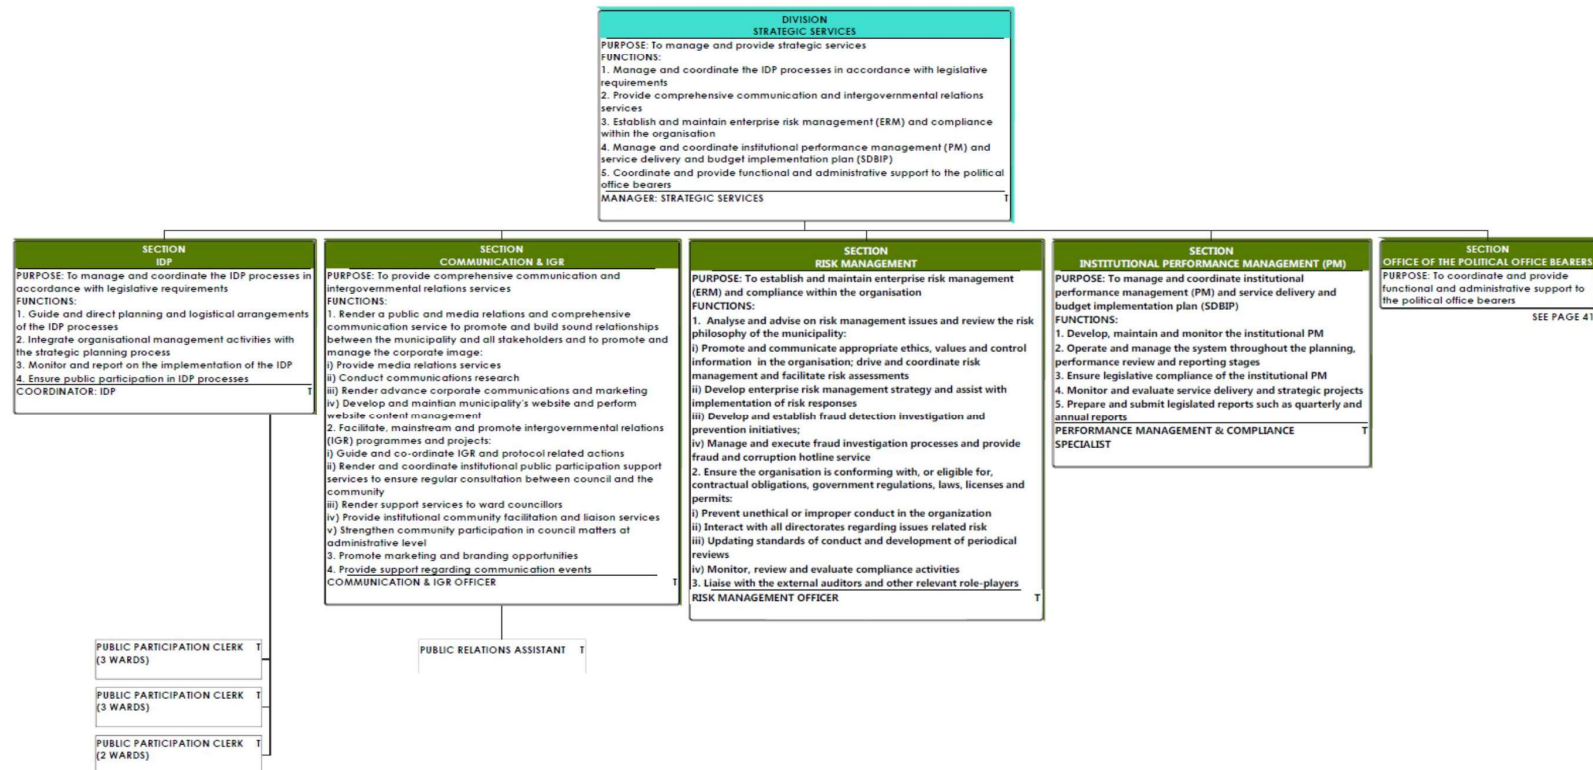 DIVISION
STRATEGIC SERVICES
PURPOSE: To manage and provide strategic services
FUNCTIONS:
1. Manage and coordinate the IDP processes in accordance with legislative
requirements
2. Provide comprehensive communication and intergovernmental relations
services
3. Establish and maintain enterprise risk management (ERM) and compliance
within the organisation
4. Manage and coordinate institutional performance management (PM) and
service delivery and budget implementation plan (SDBIP)
5. Coordinate and provide functional and administrative support to the political
office bearers
MANAGER: STRATEGIC SERVICES T
SECTION
IDP
PURPOSE: To manage and coordinate the IDP processes in
accordance with legislative requirements
FUNCTIONS:
1. Guide and direct planning and logistical arrangements
of the IDP processes
2. Integrate organisational management activities with
the strategic planning process
3. Monitor and report on the implementation of the IDP
4. Ensure public participation in IDP processes
COORDINATOR: IDP T
PUBLIC PARTICIPATION CLERK T
(3 WARDS)
PUBLIC PARTICIPATION CLERK T
(3 WARDS)
PUBLIC PARTICIPATION CLERK T
(2 WARDS)
SECTION
COMMUNICATION & IGR
PURPOSE: To provide comprehensive communication and
intergovernmental relations services
FUNCTIONS:
1. Render a public and media relations and comprehensive
communication service to promote and build sound relationships
between the municipality and all stakeholders and to promote and
manage the corporate image:
i) Provide media relations services
ii) Conduct communications research
iii) Render advance corporate communications and marketing
iv) Develop and maintian municipality's website and perform
website content management
2. Facilitate, mainstream and promote intergovernmental relations
(IGR) programmes and projects:
i) Guide and co-ordinate IGR and protocol related actions
ii) Render and coordinate institutional public participation support
services to ensure regular consultation between council and the
community
iii) Render support services to ward councillors
iv) Provide institutional community facilitation and liaison services
v) Strengthen community participation in council matters at
administrative level
3. Promote marketing and branding opportunities
4. Provide support regarding communication events
COMMUNICATION & IGR OFFICER T
PUBLIC RELATIONS ASSISTANT T
SECTION
RISK MANAGEMENT
PURPOSE: To establish and maintain enterprise risk management
(ERM) and compliance within the organisation
FUNCTIONS:
1. Analyse and advise on risk management issues and review the risk
philosophy of the municipality:
i) Promote and communicate appropriate ethics, values and control
information in the organisation; drive and coordinate risk
management and facilitate risk assessments
ii) Develop enterprise risk management strategy and assist with
implementation of risk responses
iii) Develop and establish fraud detection investigation and
prevention initiatives;
iv) Manage and execute fraud investigation processes and provide
fraud and corruption hotline service
2. Ensure the organisation is conforming with, or eligible for,
contractual obligations, government regulations, laws, licenses and
permits:
i) Prevent unethical or improper conduct in the organization
ii) Interact with all directorates regarding issues related risk
iii) Updating standards of conduct and development of periodical
reviews
iv) Monitor, review and evaluate compliance activities
3. Liaise with the external auditors and other relevant role-players
RISK MANAGEMENT OFFICER T
SECTION
INSTITUTIONAL PERFORMANCE MANAGEMENT (PM)
PURPOSE: To manage and coordinate institutional
performance management (PM) and service delivery and
budget implementation plan (SDBIP)
FUNCTIONS:
1. Develop, maintain and monitor the institutional PM
2. Operate and manage the system throughout the planning,
performance review and reporting stages
3. Ensure legislative compliance of the institutional PM
4. Monitor and evaluate service delivery and strategic projects
5. Prepare and submit legislated reports such as quarterly and
annual reports
PERFORMANCE MANAGEMENT & COMPLIANCE T
SPECIALIST
SECTION
OFFICE OF THE POLITICAL OFFICE BEARERS
PURPOSE: To coordinate and provide
functional and administrative support to
the political office bearers
SEE PAGE 41